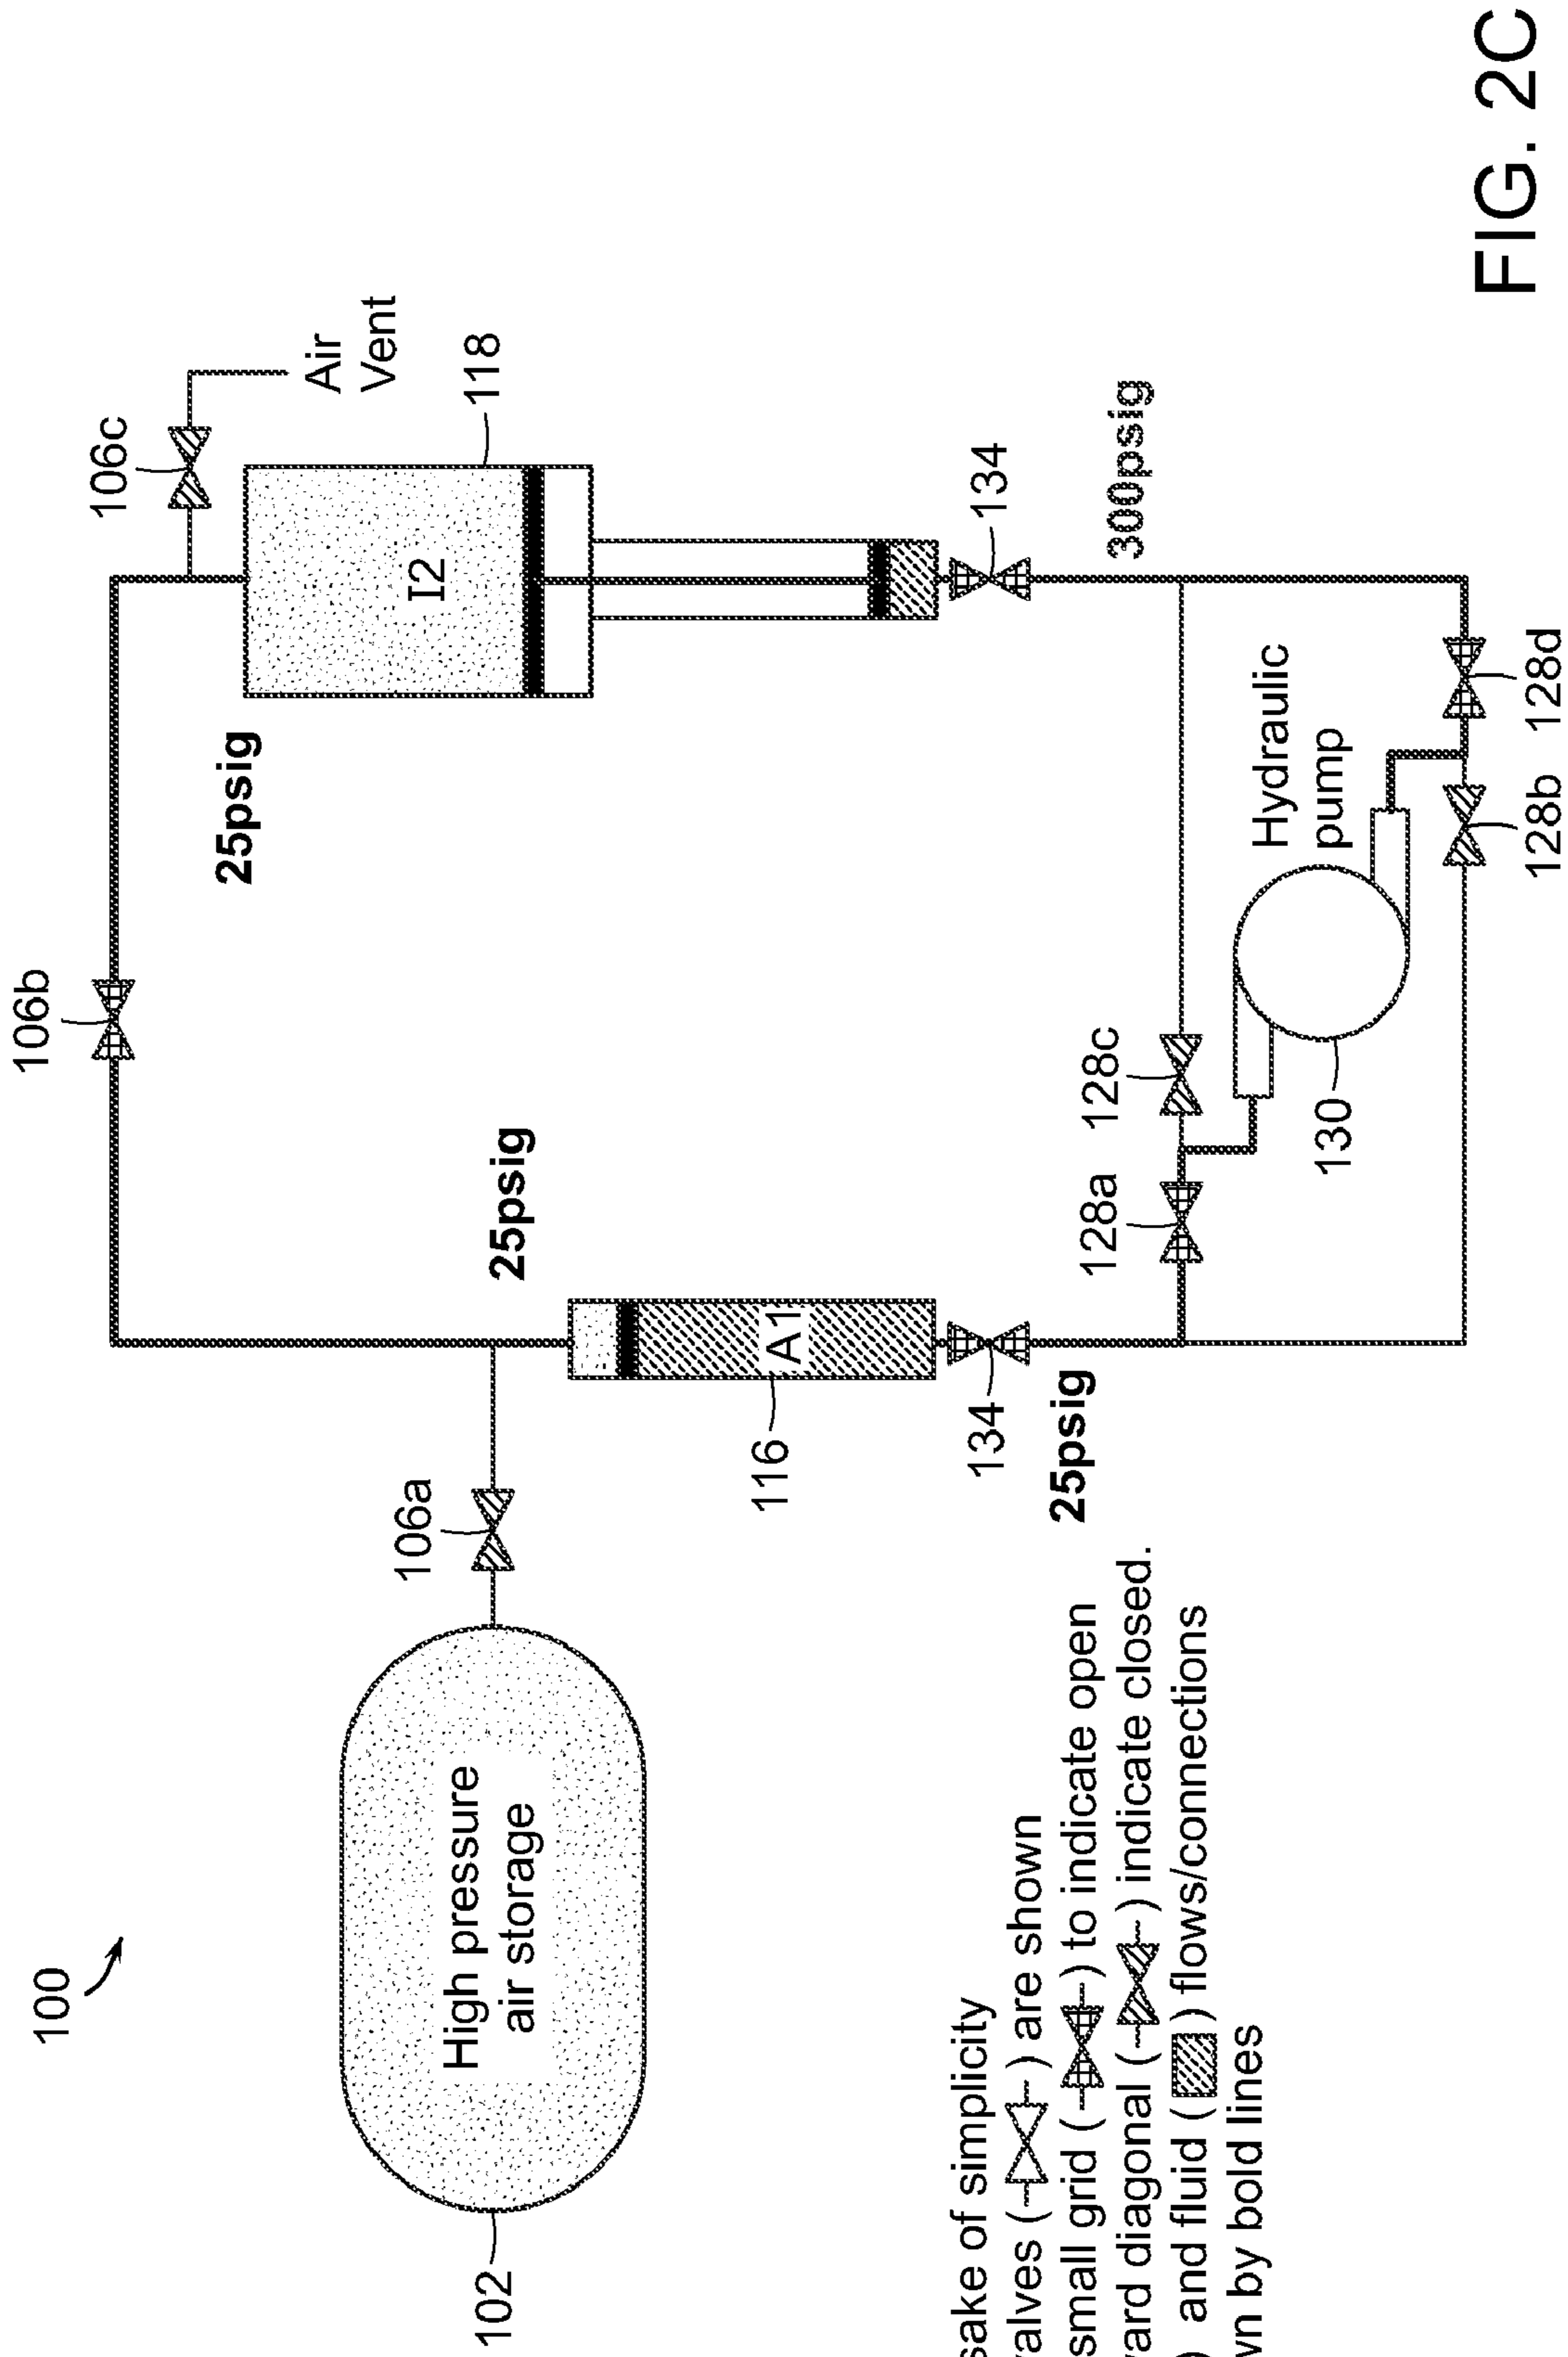 100
102
High pressure
air storage
106a
106b
106c
Air
Vent
25psig
25psig
I2
118
A1
116
134
134
25psig
300psig
128a
128c
Hydraulic
pump
130
128b
128d
sake of simplicity
valves ( ) are shown
small grid ( ) to indicate open
ard diagonal ( ) indicate closed.
) and fluid ( ) flows/connections
wn by bold lines
FIG. 2C